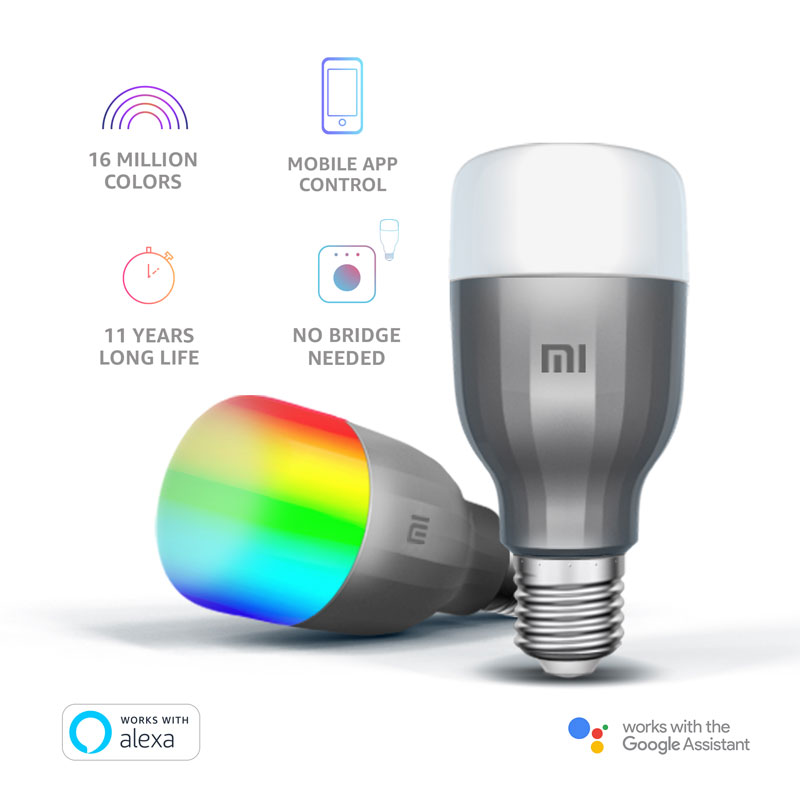 16 MILLION
COLORS
MOBILE APP
CONTROL
11 YEARS
LONG LIFE
NO BRIDGE
NEEDED
MI
MI
WORKS WITH
alexa
works with the
Google Assistant